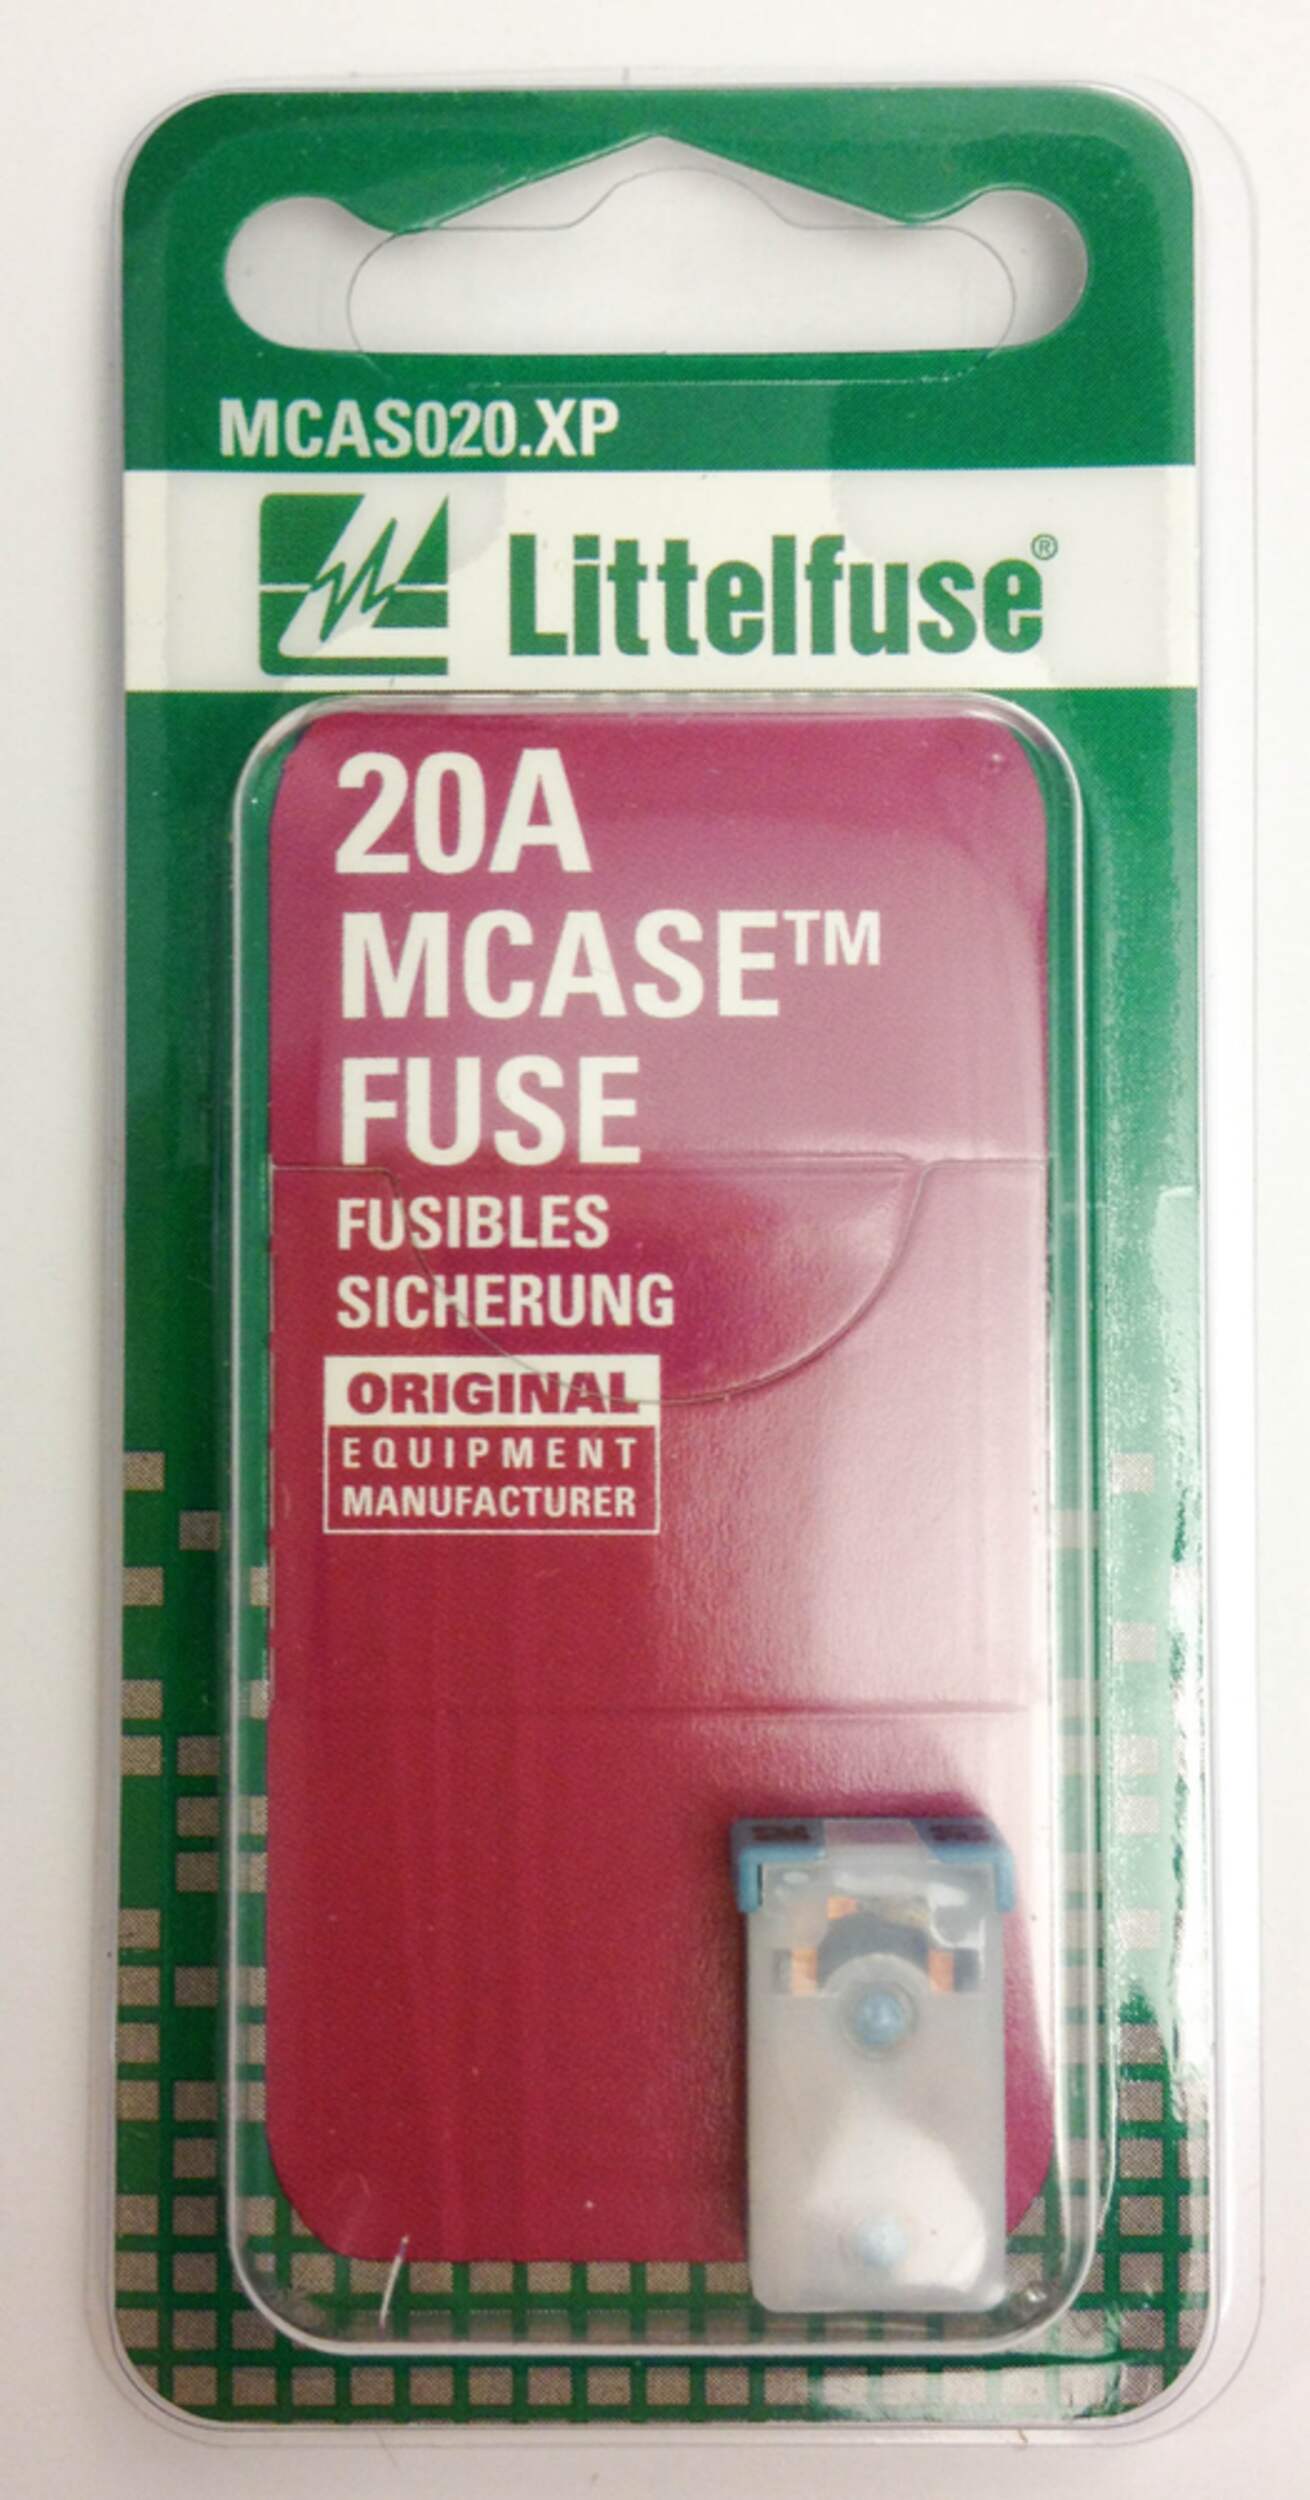 MCAS020.XP
Littelfuse®
20A
MCASE™
FUSE
FUSIBLES
SICHERUNG
ORIGINAL
EQUIPMENT
MANUFACTURER